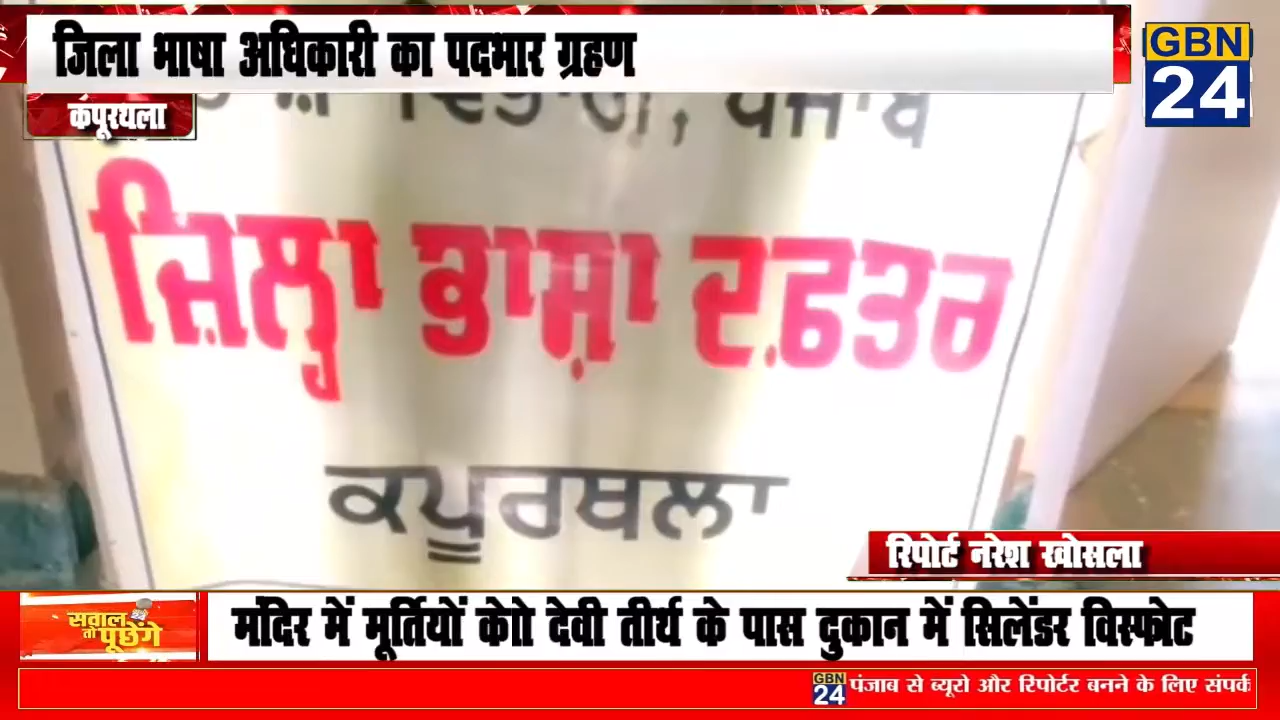 जिला भाषा अधिकारी का पदभार ग्रहण
GBN
24
कपूरथला
ਪੰਜਾਬ
ਜ਼ਿਲ੍ਹਾ ਭਾਸ਼ਾ ਦਫ਼ਤਰ
ਕਪੂਰਥਲਾ
रिपोर्ट नरेश खोसला
सवाल तो पूछेंगे
मंदिर में मूर्तियों कोो देवी तीर्थ के पास दुकान में सिलेंडर विस्फोट
GBN 24 पंजाब से ब्यूरो और रिपोर्टर बनने के लिए संपर्क